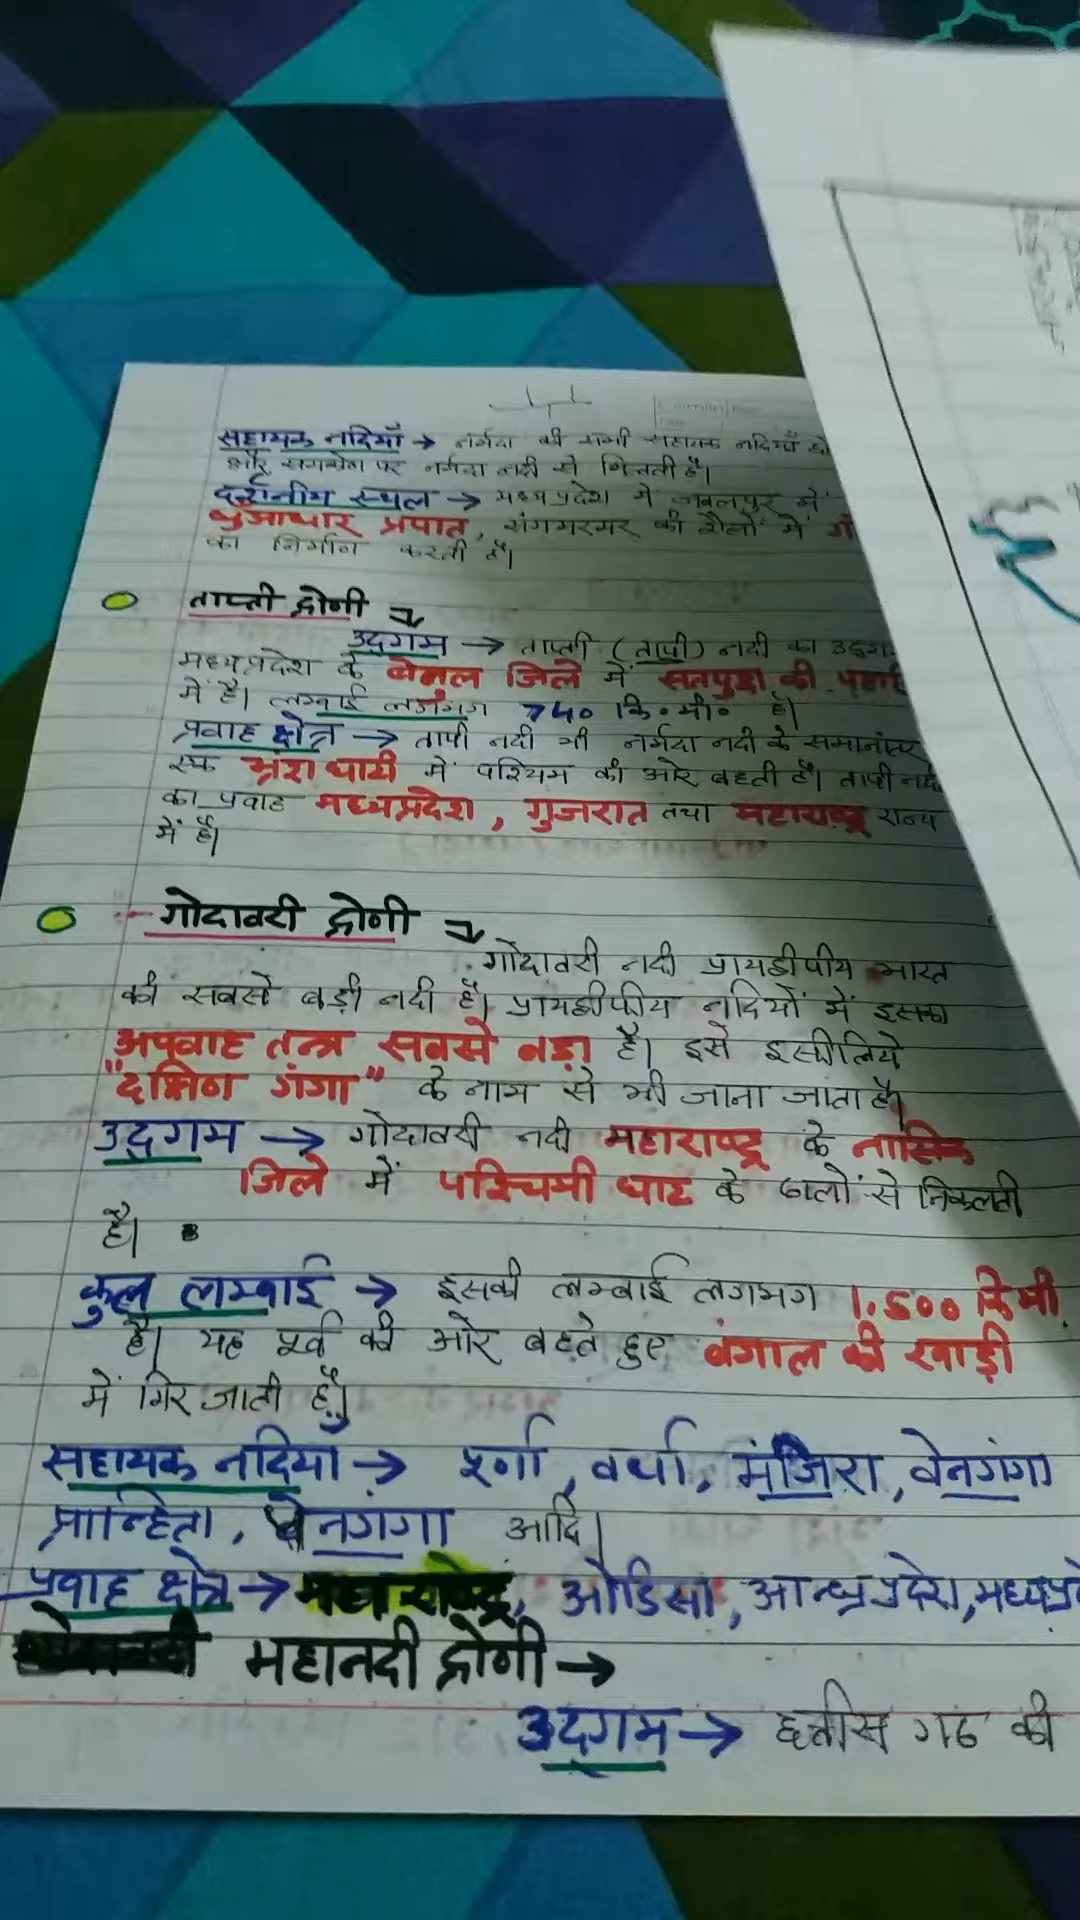 सहायक नदियाँ → नर्मदा की सभी सहायक नदियाँ
और समकोण पर नर्मदा नदी से मिलती है।
दर्शनीय स्थल → मध्यप्रदेश में जबलपुर में
धुआंधार प्रपात, संगमरमर की शैलों में
का निर्माण करती है।
ताप्ती द्रोणी
उद्गम → ताप्ती (तापी) नदी का उद्गम
मध्यप्रदेश के बेतुल जिले में सतपुड़ा की
में है। लम्बाई लगभग 740 कि॰मी॰ है।
प्रवाह क्षेत्र → तापी नदी भी नर्मदा नदी के समानांतर
एक भ्रंश घाटी में पश्चिम की ओर बहती है। तापी नदी
का प्रवाह मध्यप्रदेश, गुजरात तथा महाराष्ट्र राज्य
में है।
गोदावरी द्रोणी
गोदावरी नदी प्रायद्वीपीय भारत
की सबसे बड़ी नदी है। प्रायद्वीपीय नदियों में इसका
अपवाह तन्त्र सबसे बड़ा है। इसे इसीलिये
"दक्षिण गंगा" के नाम से भी जाना जाता है।
उद्गम → गोदावरी नदी महाराष्ट्र के नासिक
जिले में पश्चिमी घाट के ढालों से निकलती
है।
कुल लम्बाई → इसकी लम्बाई लगभग 1,500 कि.मी.
है। यह पूर्व की ओर बहते हुए बंगाल की खाड़ी
में गिर जाती है।
सहायक नदियां → पूर्णा, वर्धा, मंजिरा, वेनगंगा
प्रान्हिता, पेनगंगा आदि।
प्रवाह क्षेत्र → महाराष्ट्र, ओडिसा, आन्ध्रप्रदेश,
महानदी द्रोणी →
उद्गम → छत्तीस गढ की